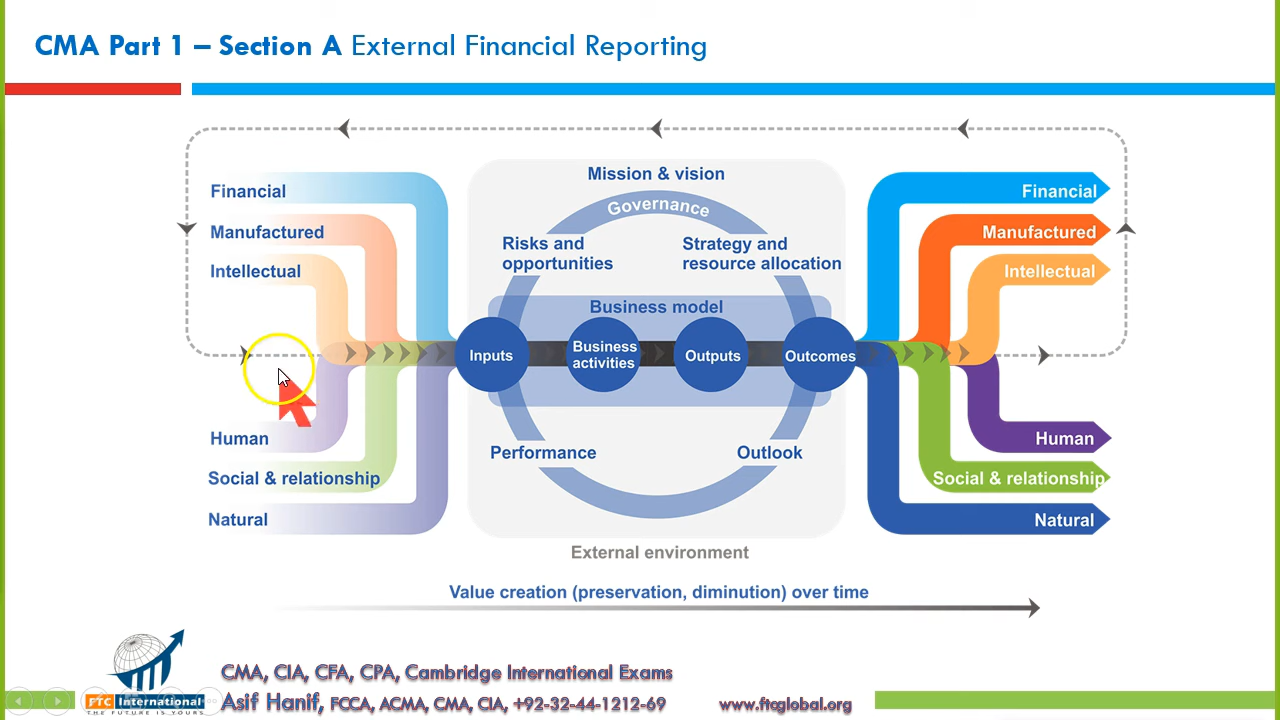 CMA Part 1 – Section A External Financial Reporting
Financial
Manufactured
Intellectual
Human
Social & relationship
Natural
Mission & vision
Governance
Risks and
opportunities
Strategy and
resource allocation
Business model
Inputs
Business
activities
Outputs
Outcomes
Performance
Outlook
External environment
Financial
Manufactured
Intellectual
Human
Social & relationship
Natural
Value creation (preservation, diminution) over time
FTC International
THE FUTURE IS YOURS
CMA, CIA, CFA, CPA, Cambridge International Exams
Asif Hanif, FCCA, ACMA, CMA, CIA, +92-32-44-1212-69
www.ftcglobal.org